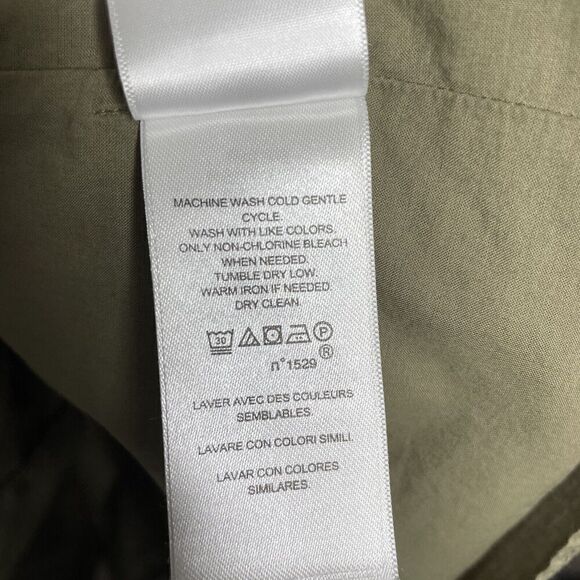 MACHINE WASH COLD GENTLE
CYCLE.
WASH WITH LIKE COLORS.
ONLY NON-CHLORINE BLEACH
WHEN NEEDED.
TUMBLE DRY LOW.
WARM IRON IF NEEDED.
DRY CLEAN.
30 P
n°1529 ®
LAVER AVEC DES COULEURS
SEMBLABLES.
LAVARE CON COLORI SIMILI.
LAVAR CON COLORES
SIMILARES.